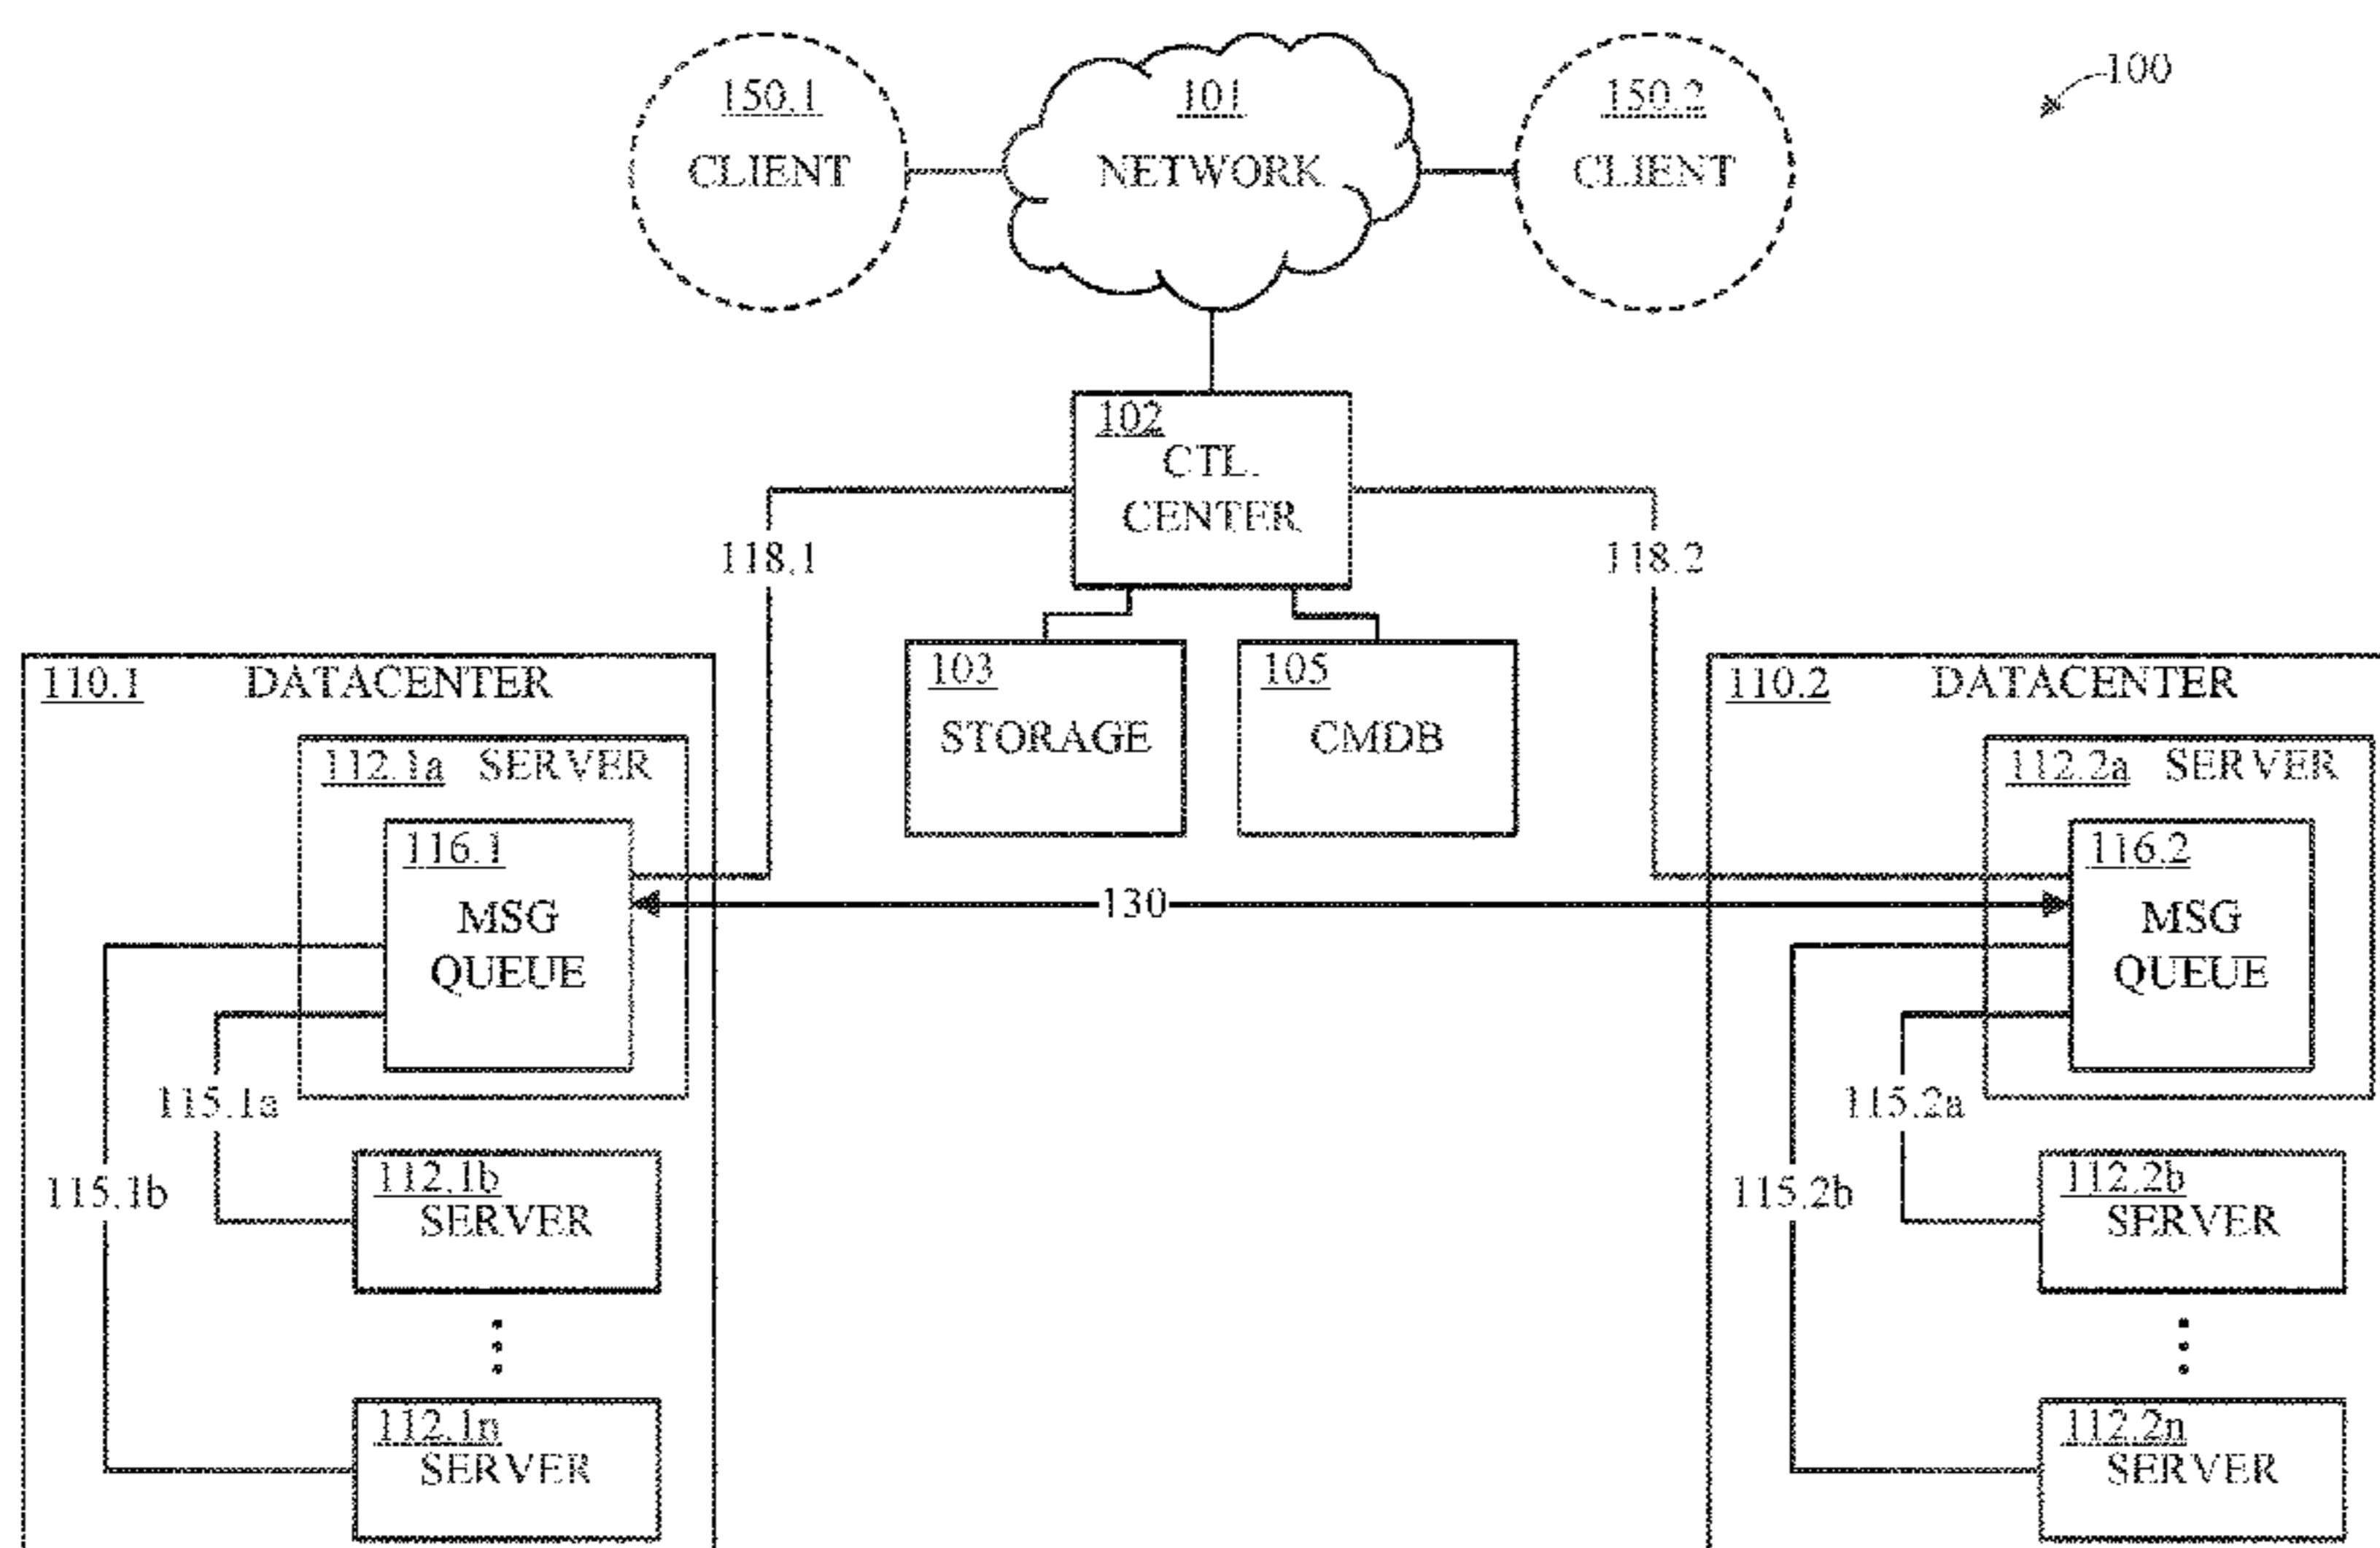 100
150.1
CLIENT
101
NETWORK
150.2
CLIENT
102
CTL.
CENTER
118.1
118.2
103
STORAGE
105
CMDB
110.1 DATACENTER
112.1a SERVER
116.1
MSG
QUEUE
130
115.1a
115.1b
112.1b
SERVER
112.1n
SERVER
110.2 DATACENTER
112.2a SERVER
116.2
MSG
QUEUE
115.2a
115.2b
112.2b
SERVER
112.2n
SERVER